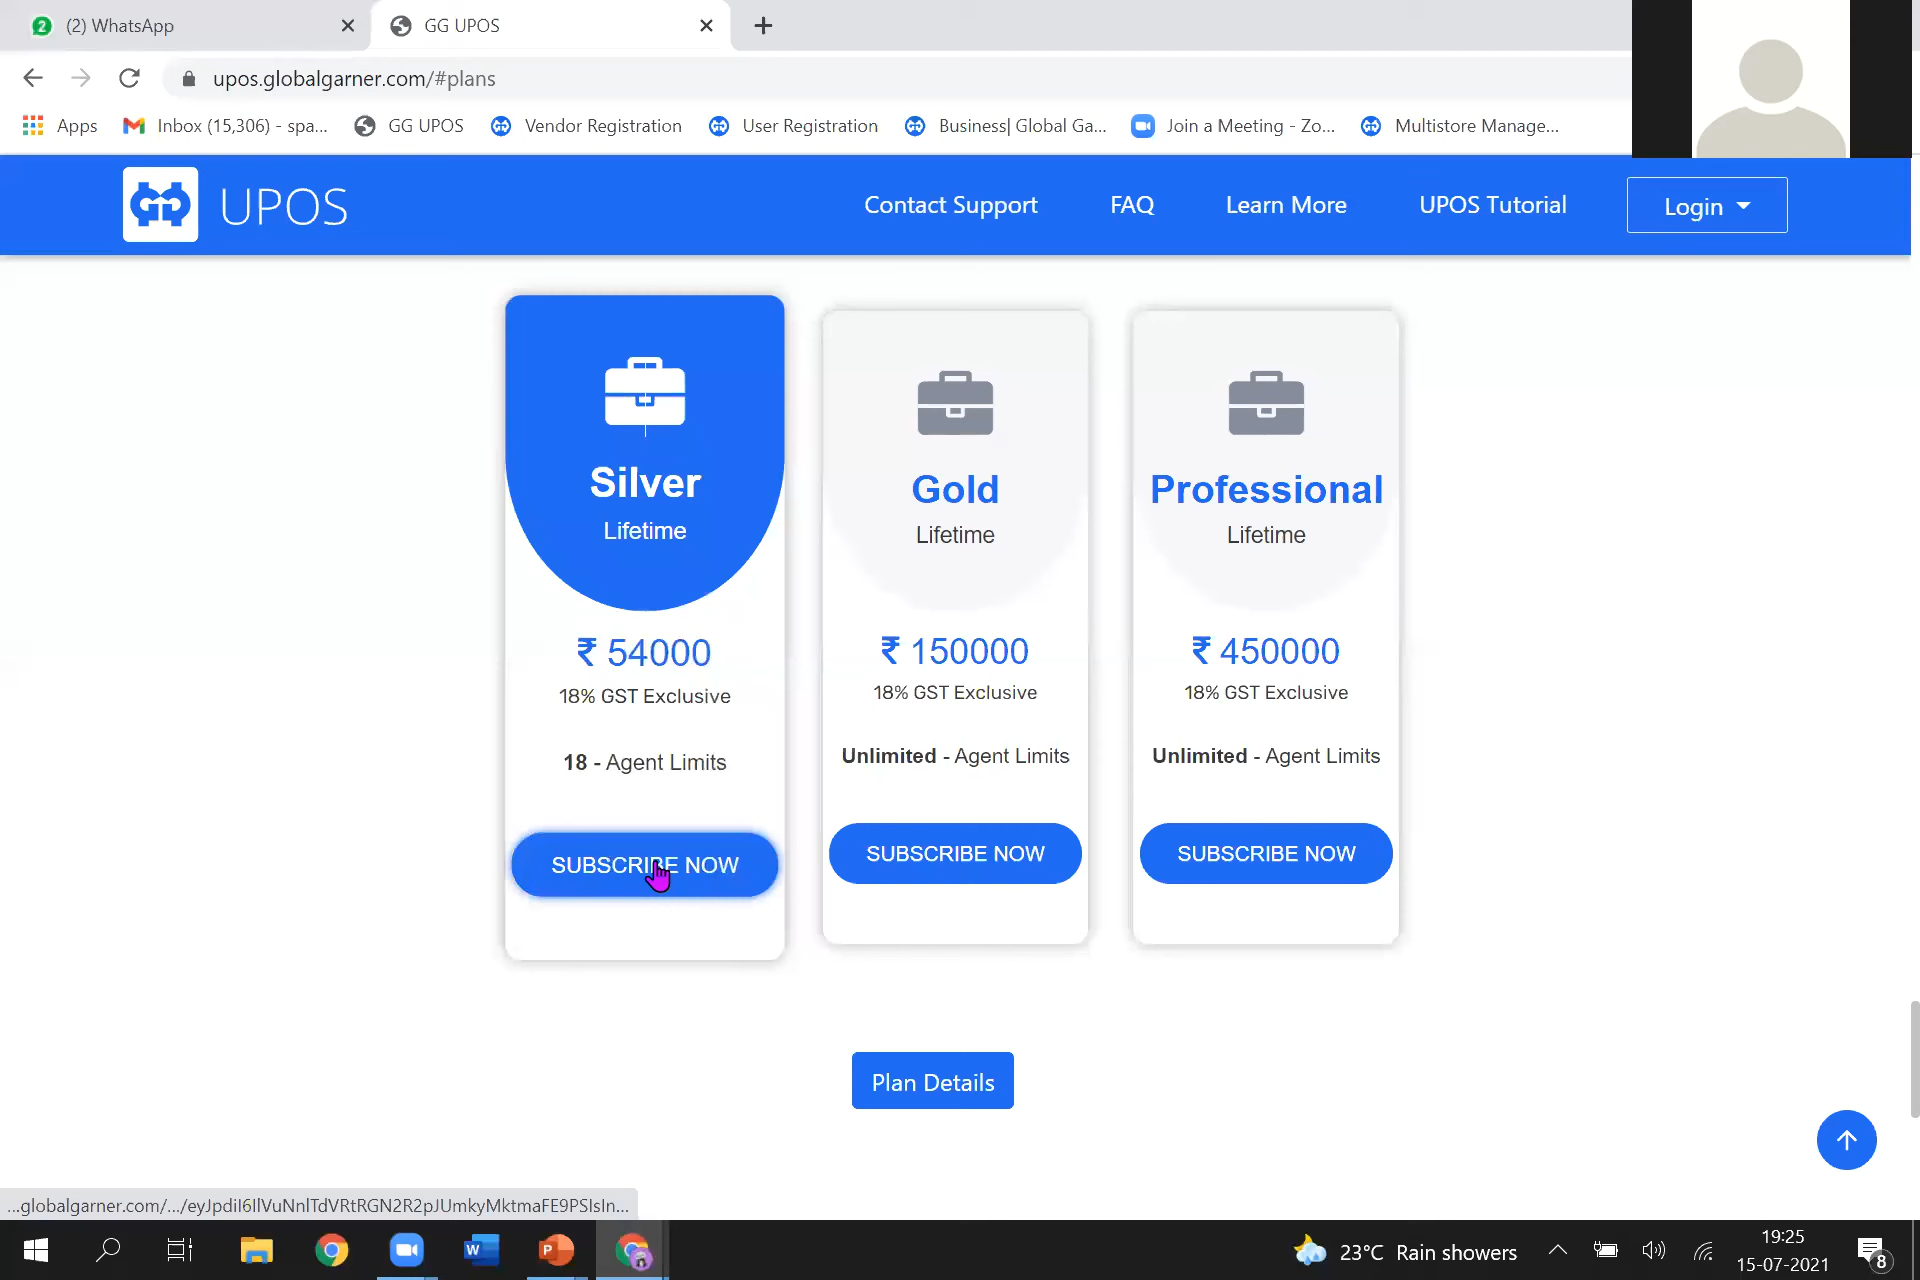 2
(2) WhatsApp
GG UPOS
upos.globalgarner.com/#plans
Apps
Inbox (15,306) - spa...
GG UPOS
Vendor Registration
User Registration
Business| Global Ga...
Join a Meeting - Zo...
Multistore Manage...
UPOS
Contact Support
FAQ
Learn More
UPOS Tutorial
Login
Silver
Lifetime
₹ 54000
18% GST Exclusive
18 - Agent Limits
SUBSCRIBE NOW
Gold
Lifetime
₹ 150000
18% GST Exclusive
Unlimited - Agent Limits
SUBSCRIBE NOW
Professional
Lifetime
₹ 450000
18% GST Exclusive
Unlimited - Agent Limits
SUBSCRIBE NOW
Plan Details
23°C Rain showers
19:25
15-07-2021
8